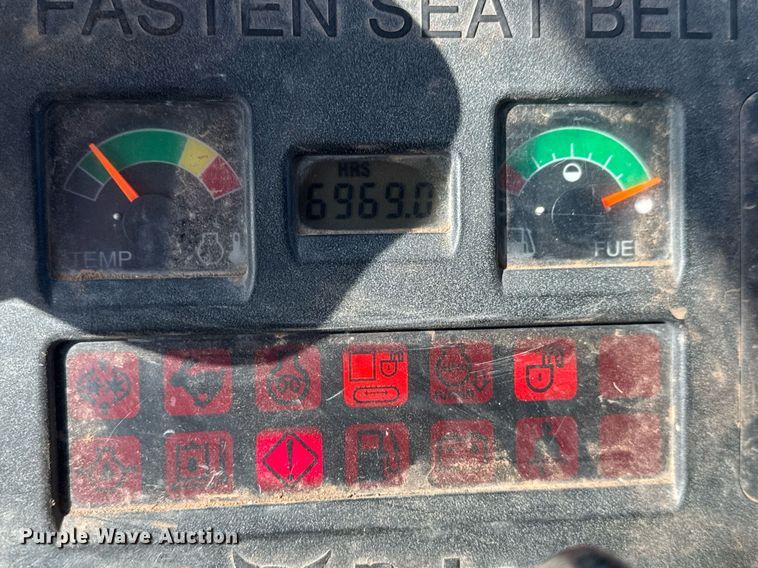 FASTEN SEAT BELT
HRS
6969.0
TEMP
FUEL
Purple Wave Auction